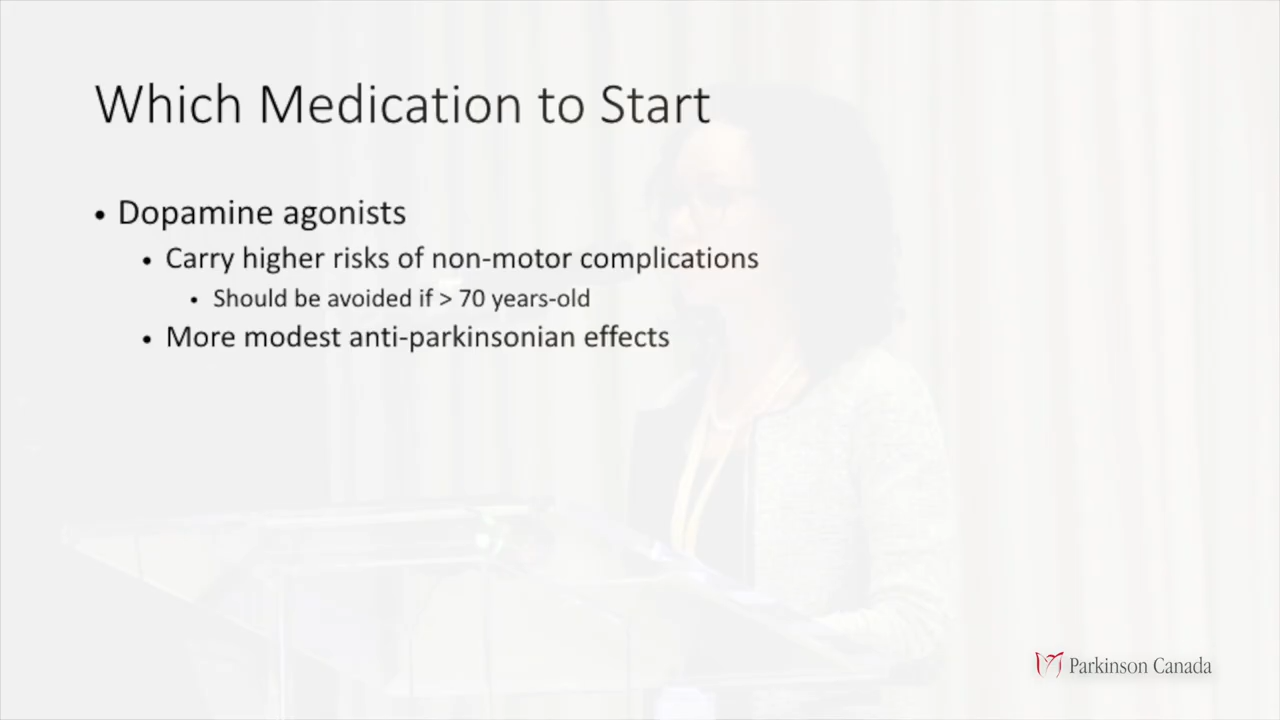 Which Medication to Start
• Dopamine agonists
• Carry higher risks of non-motor complications
• Should be avoided if > 70 years-old
• More modest anti-parkinsonian effects
Parkinson Canada